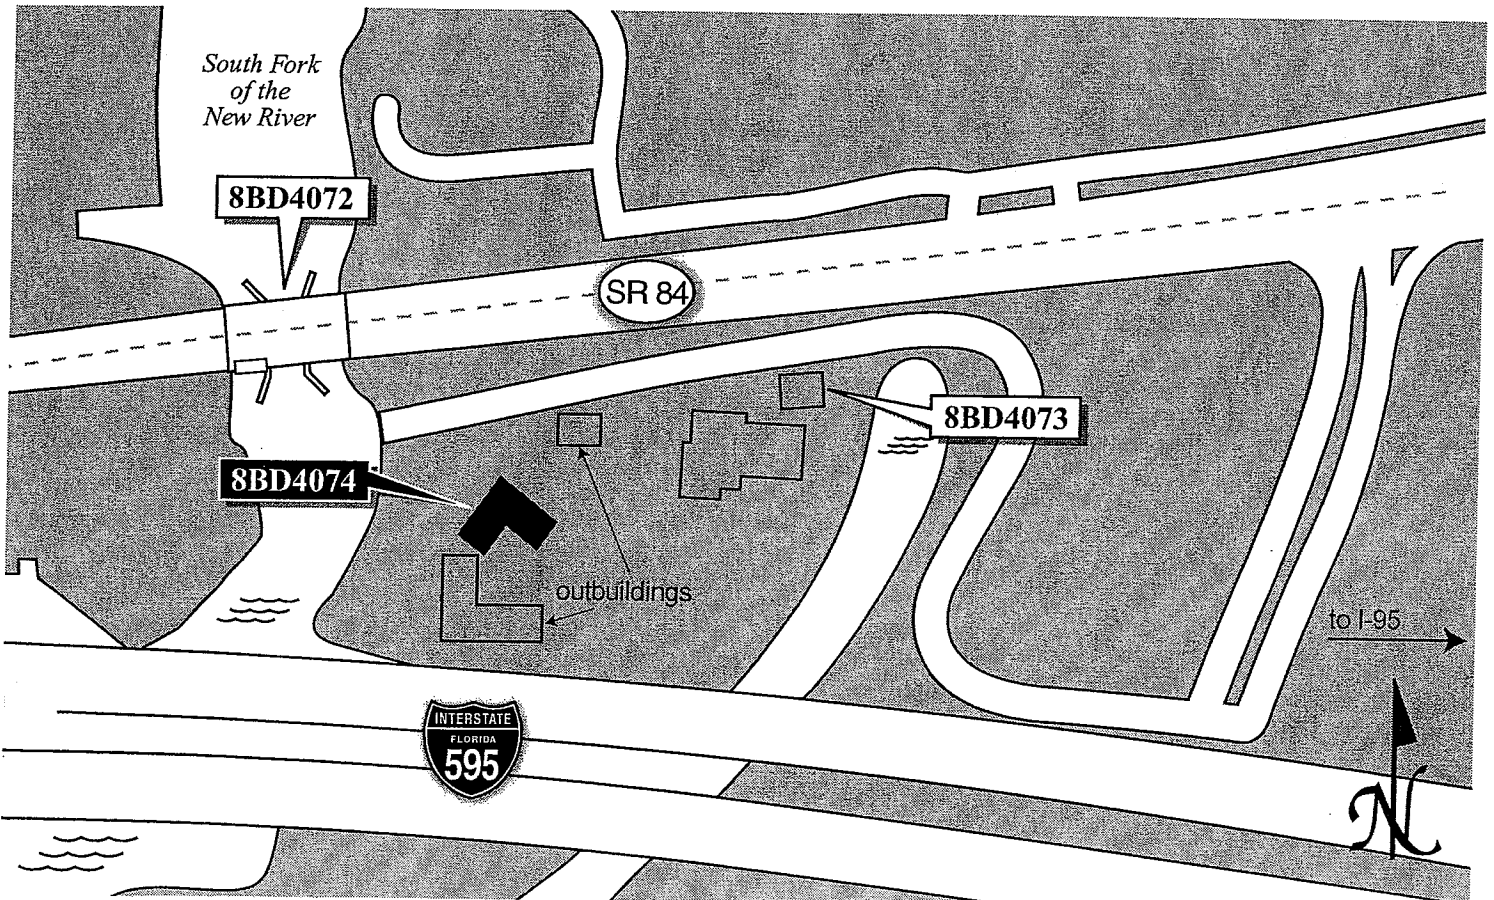 South Fork
of the
New River
8BD4072
SR 84
8BD4073
8BD4074
outbuildings
to I-95
INTERSTATE
FLORIDA
595
N